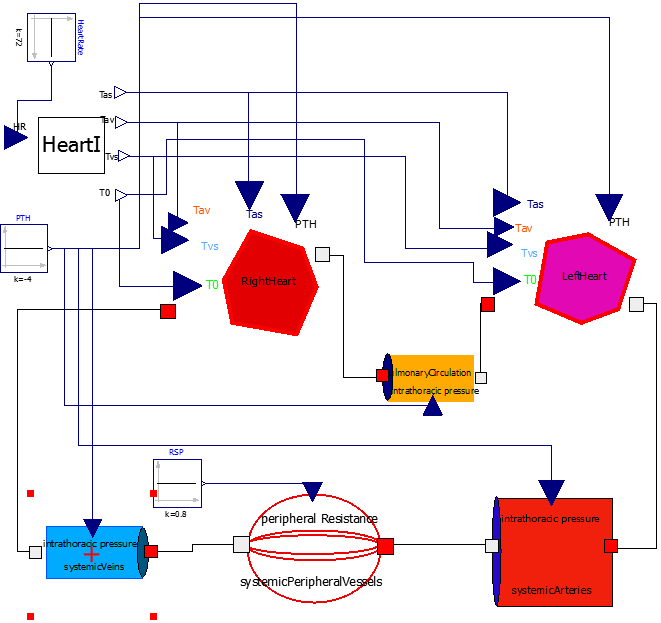 HeartRate
k=72
HR
HeartI
Tas
Tav
Tvs
T0
Tas
PTH
Tav
Tvs
T0
RightHeart
Tas
Tav
Tvs
T0
PTH
LeftHeart
PTH
k=-4
ulmonaryCirculation
intrathoracic pressure
RSP
k=0.8
peripheral Resistance
systemicPeripheralVessels
intrathoracic pressure
systemicVeins
intrathoracic pressure
systemicArteries